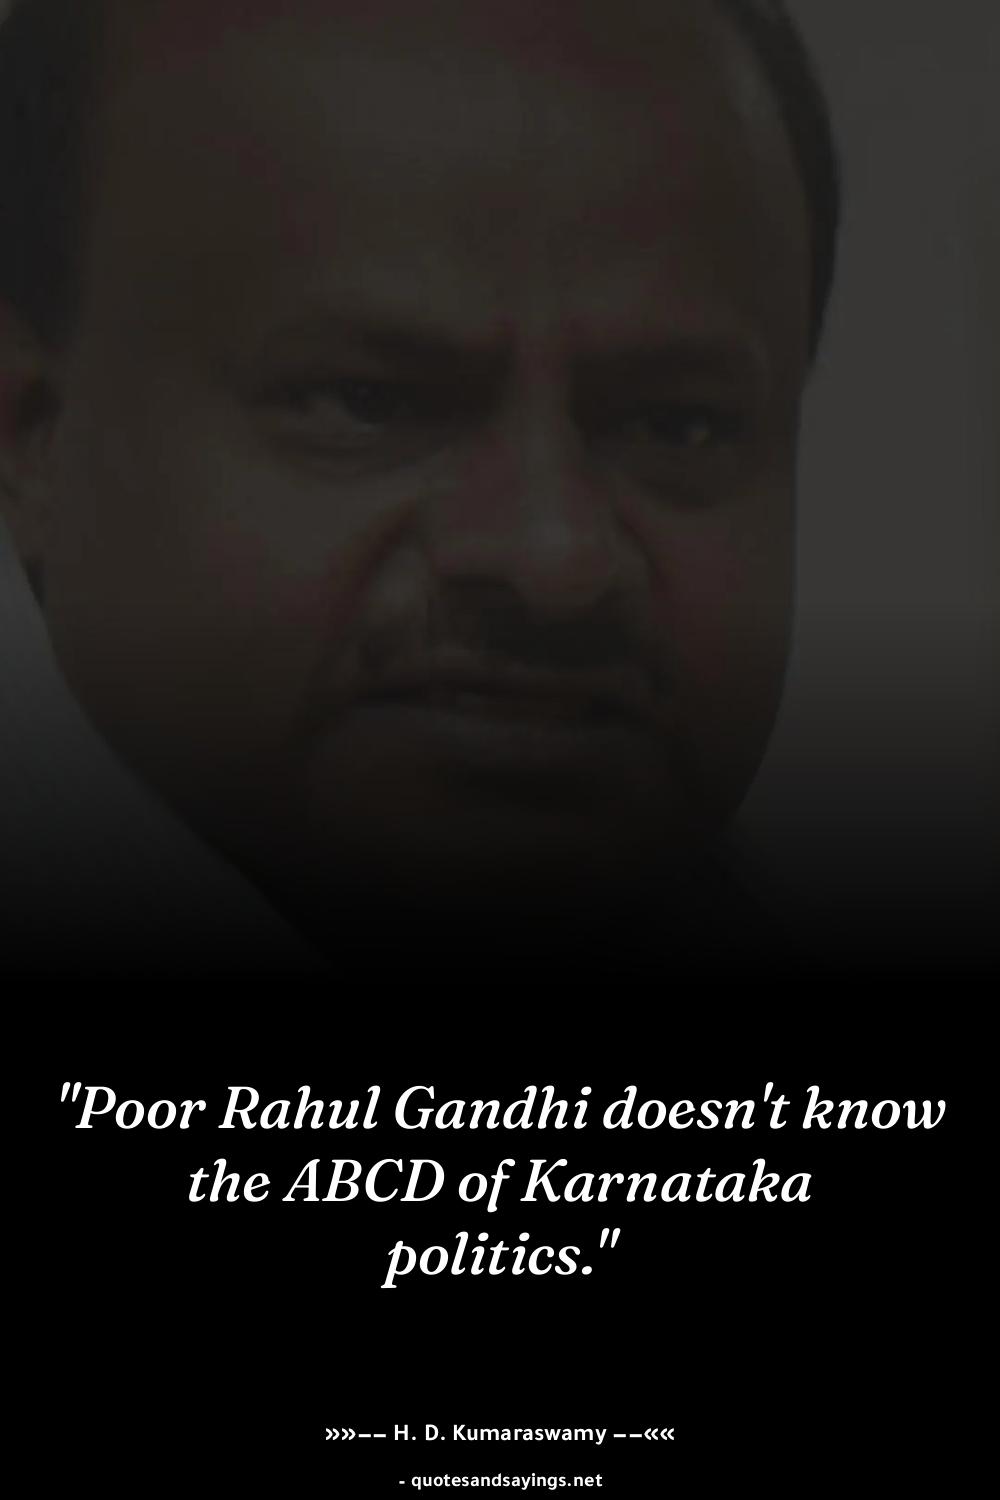 "Poor Rahul Gandhi doesn't know
the ABCD of Karnataka
politics."
»»−− H. D. Kumaraswamy −−««
- quotesandsayings.net